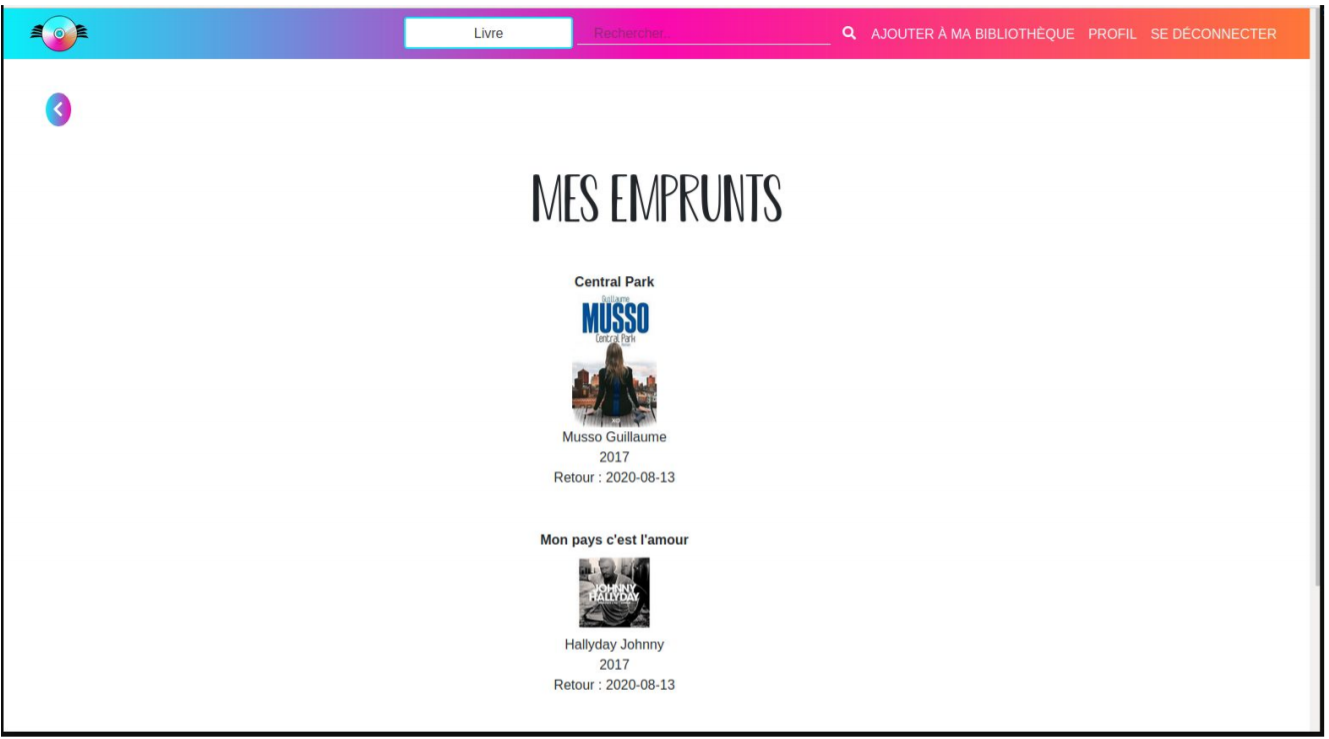 Livre
Rechercher..
AJOUTER À MA BIBLIOTHÈQUE PROFIL SE DÉCONNECTER
MES EMPRUNTS
Central Park
Guillaume
MUSSO
Central Park
Musso Guillaume
2017
Retour : 2020-08-13
Mon pays c'est l'amour
JOHNNY
HALLYDAY
Hallyday Johnny
2017
Retour : 2020-08-13